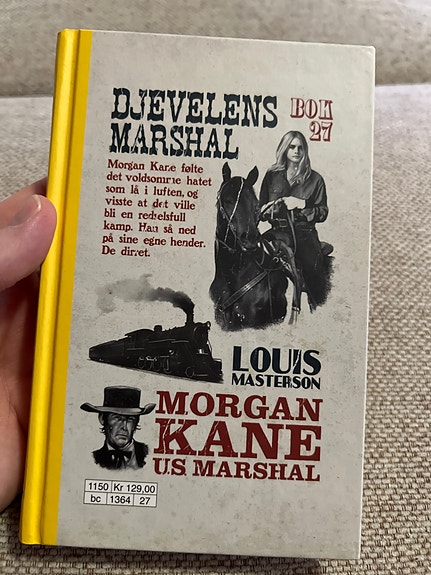 DJEVELENS
MARSHAL
BOK
27
Morgan Kane følte
det voldsomme hatet
som lå i luften, og
visste at det ville
bli en redselsfull
kamp. Han så ned
på sine egne hender.
De dirret.
LOUIS
MASTERSON
MORGAN
KANE
US MARSHAL
1150 Kr 129,00
bc 1364 27